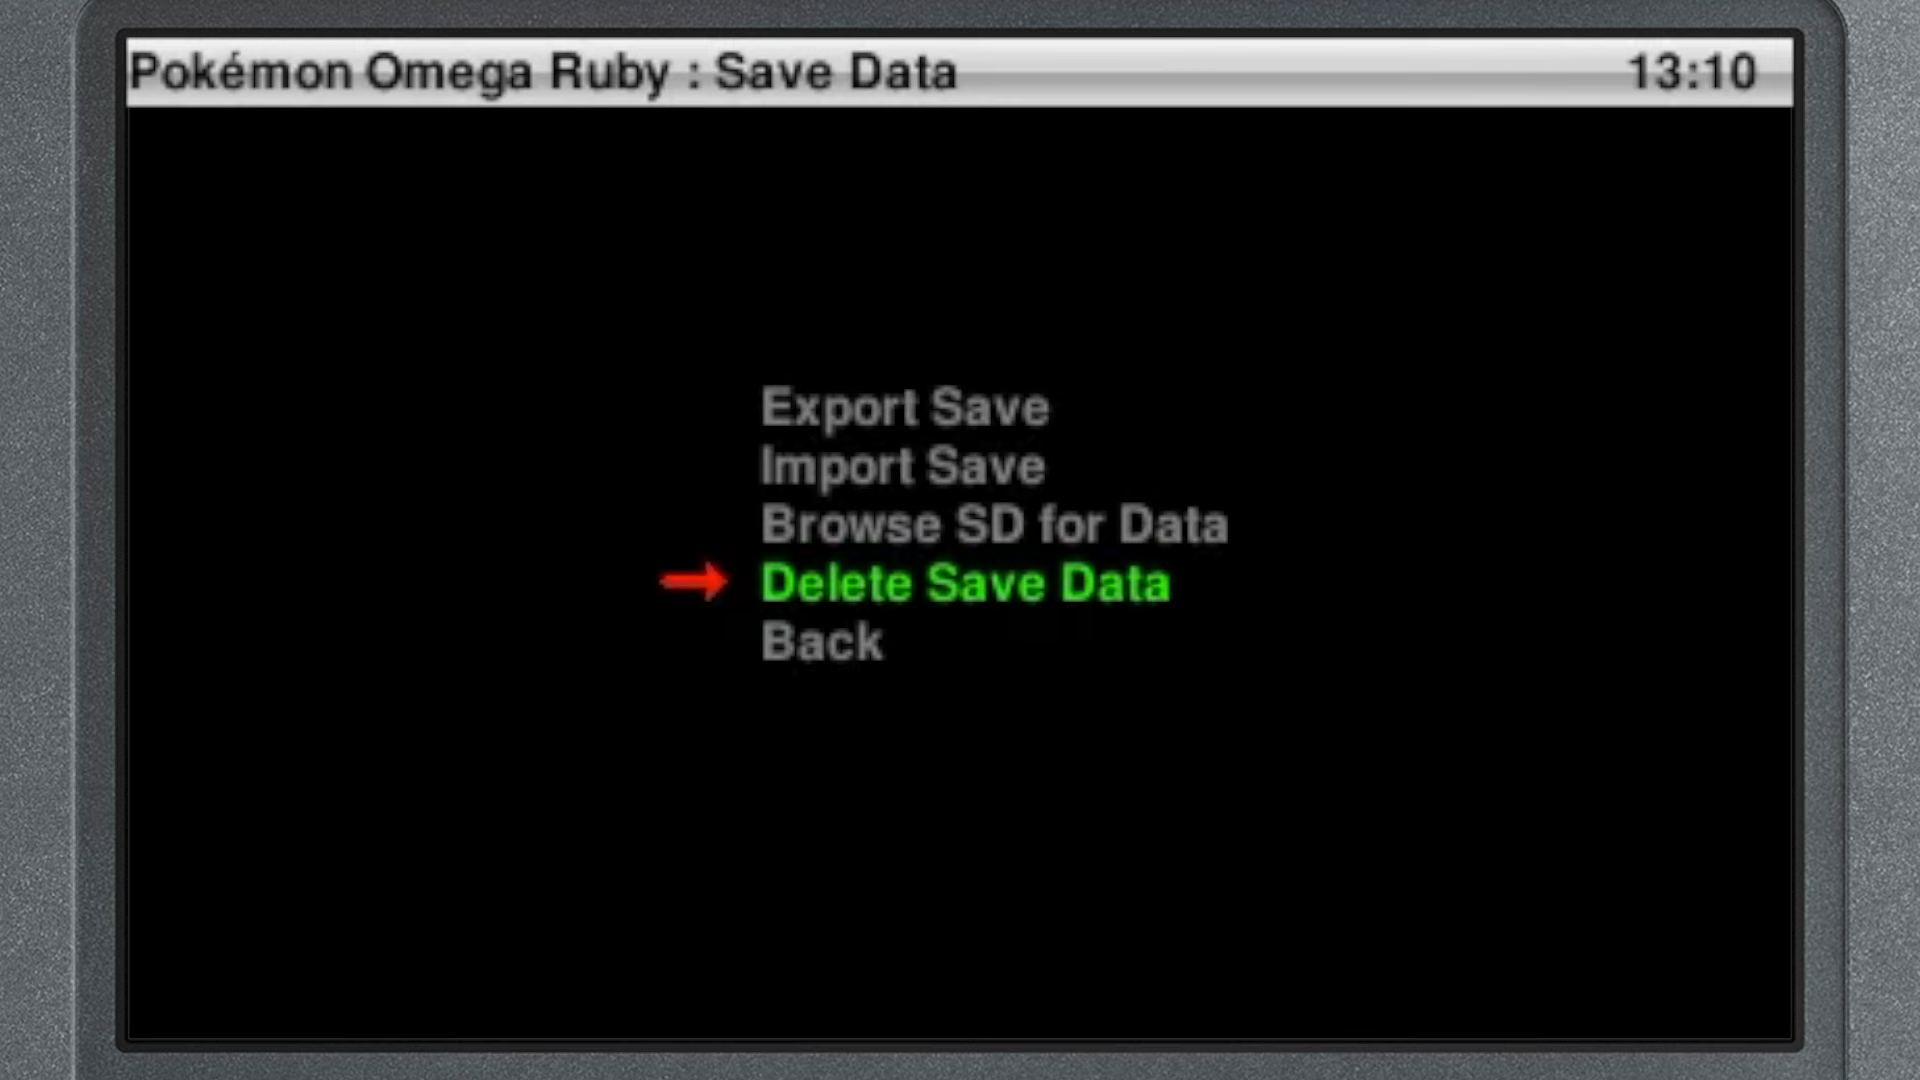 Pokémon Omega Ruby : Save Data 13:10
Export Save
Import Save
Browse SD for Data
Delete Save Data
Back